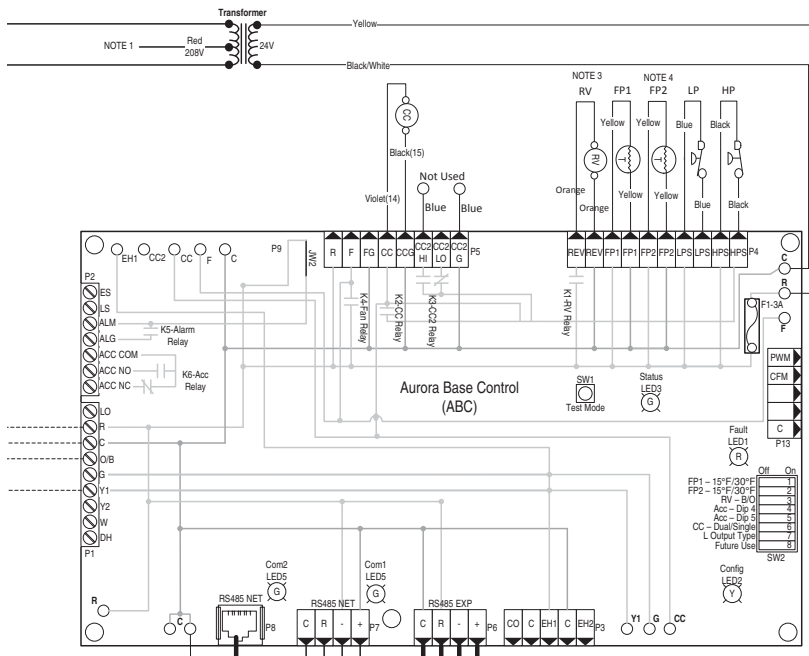 Transformer
Yellow
NOTE 1
Red
208V
24V
Black/White
NOTE 3
NOTE 4
RV
FP1
FP2
LP
HP
CC
Yellow
Yellow
Blue
Black
Black(15)
RV
T
T
Not Used
Violet(14)
Orange
Orange
Yellow
Yellow
Blue
Black
Blue
Blue
EH1
CC2
CC
F
C
P9
JW2
R
F
FG
CC
CCG
CC2
HI
CC2
LO
CC2
G
P5
REV
REV
FP1
FP1
FP2
FP2
LPS
LPS
HPS
HPS
P4
C
R
F1-3A
F
P2
ES
LS
ALM
ALG
ACC COM
ACC NO
ACC NC
K5-Alarm
Relay
K6-Acc
Relay
K4-Fan Relay
K2-CC Relay
K3-CC2 Relay
K1-RV Relay
Aurora Base Control
(ABC)
SW1
Test Mode
Status
LED3
G
PWM
CFM
C
P13
Fault
LED1
R
LO
R
C
O/B
G
Y1
Y2
W
DH
P1
Off
On
FP1 – 15°F/30°F
1
FP2 – 15°F/30°F
2
RV – B/O
3
Acc – Dip 4
4
Acc – Dip 5
5
CC – Dual/Single
6
L Output Type
7
Future Use
8
SW2
Config
LED2
Y
Com2
LED5
G
Com1
LED5
G
R
C
RS485 NET
P8
RS485 NET
C
R
-
+
P7
RS485 EXP
C
R
-
+
P6
CO
C
EH1
C
EH2
P3
Y1
G
CC